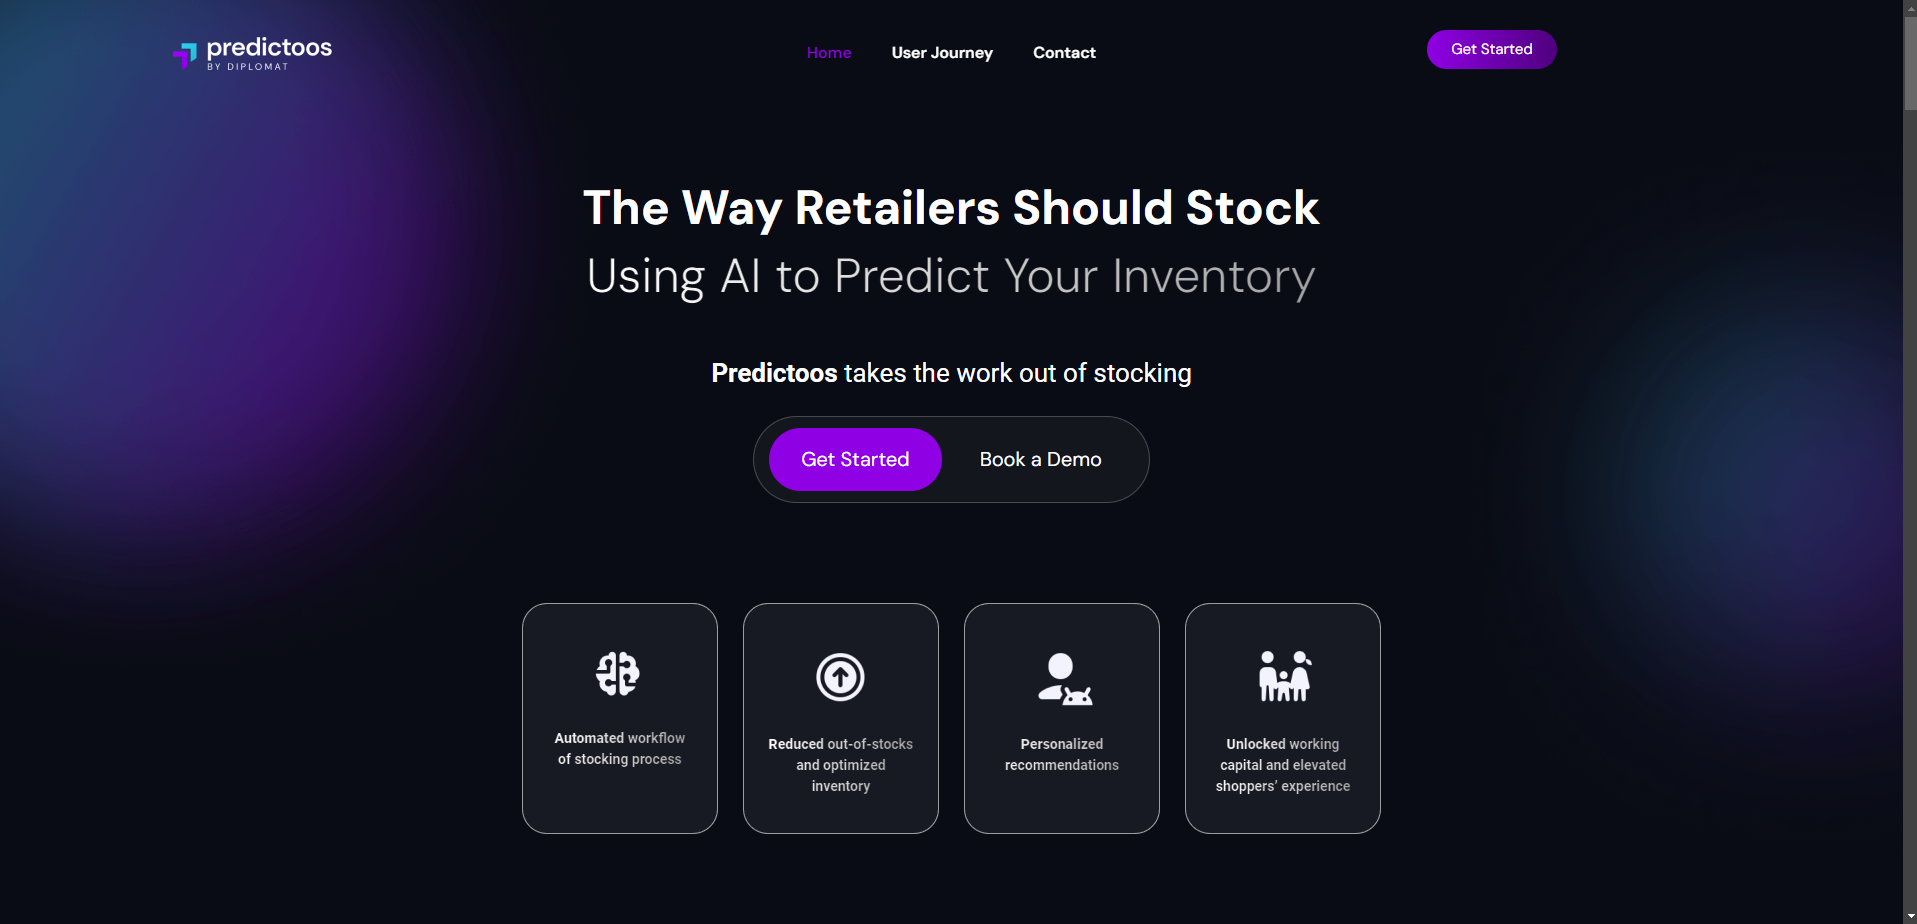 predictoos
BY DIPLOMAT
Home
User Journey
Contact
Get Started
The Way Retailers Should Stock
Using AI to Predict Your Inventory
Predictoos takes the work out of stocking
Get Started
Book a Demo
Automated workflow
of stocking process
Reduced out-of-stocks
and optimized
inventory
Personalized
recommendations
Unlocked working
capital and elevated
shoppers’ experience